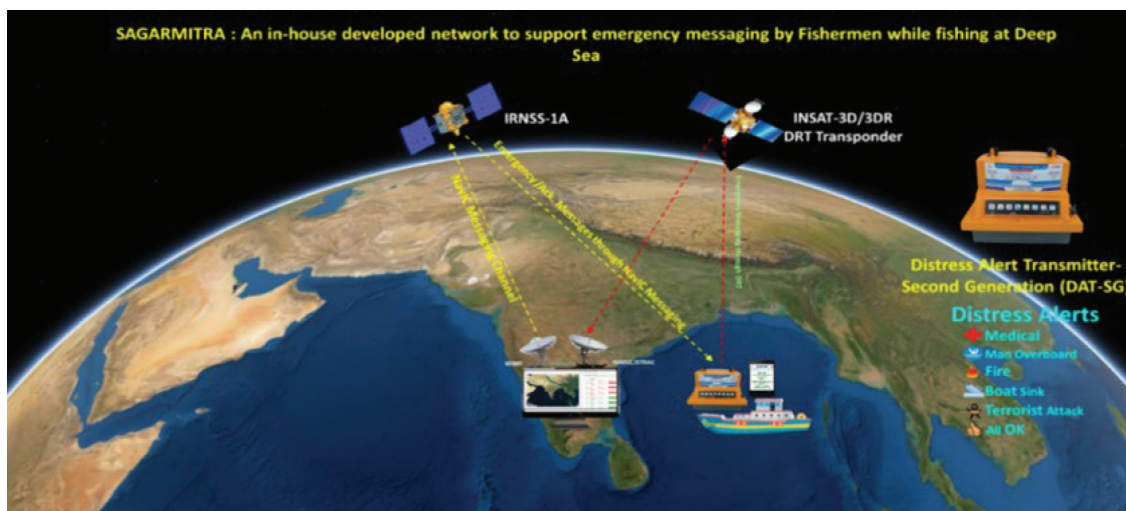 SAGARMITRA : An in-house developed network to support emergency messaging by Fishermen while fishing at Deep
Sea
IRNSS-1A
INSAT-3D/3DR
DRT Transponder
Emergency/Ack. Messages through NavIC Messaging
NavIC Messaging Channel
Distress Alert Transmitter-
Second Generation (DAT-SG)
Distress Alerts
Medical
Man Overboard
Fire
Boat Sink
Terrorist Attack
All OK